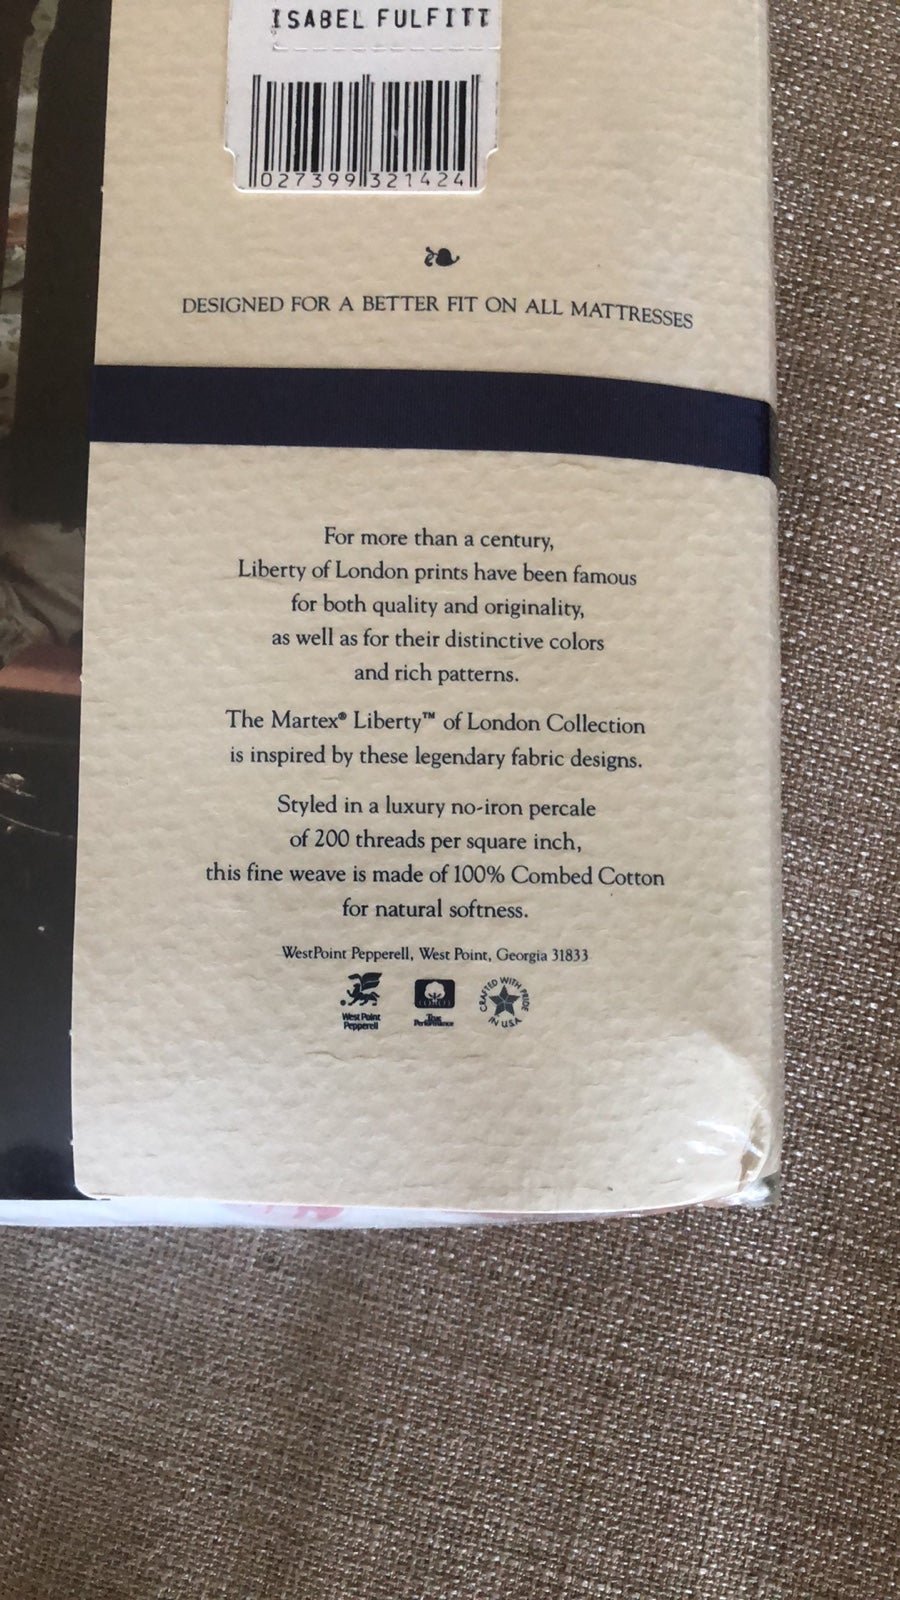 ISABEL FULFITT
027399 321424
DESIGNED FOR A BETTER FIT ON ALL MATTRESSES
For more than a century,
Liberty of London prints have been famous
for both quality and originality,
as well as for their distinctive colors
and rich patterns.
The Martex® Liberty™ of London Collection
is inspired by these legendary fabric designs.
Styled in a luxury no-iron percale
of 200 threads per square inch,
this fine weave is made of 100% Combed Cotton
for natural softness.
WestPoint Pepperell, West Point, Georgia 31833
West Point
Pepperell
True
Performance
CRAFTED WITH PRIDE
IN U.S.A.